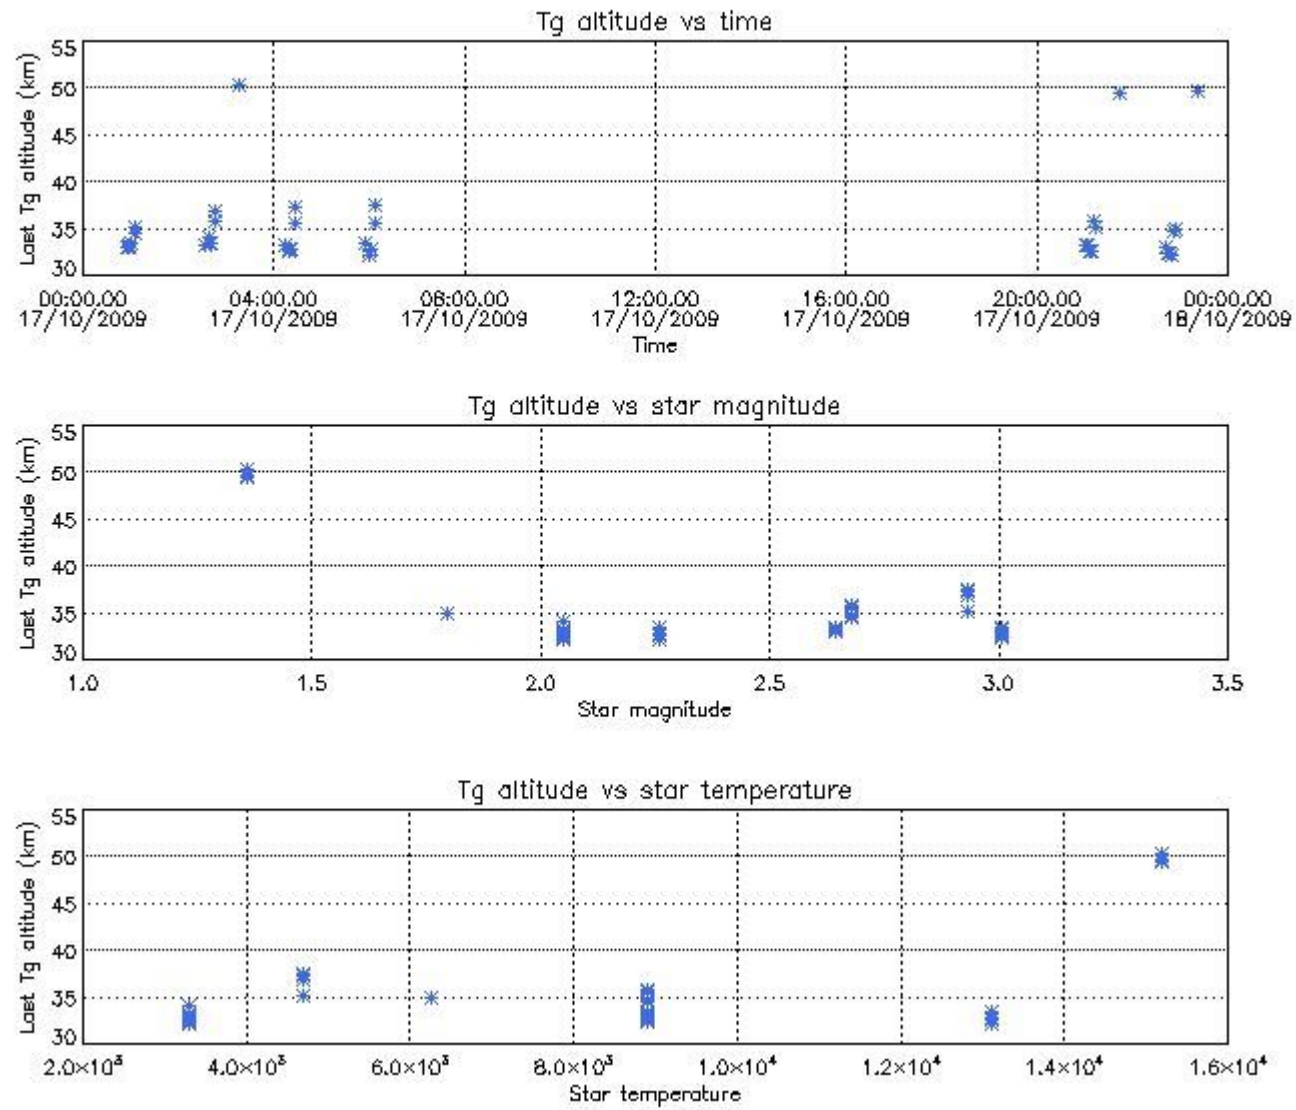 Tg altitude vs time
Last Tg altitude (km)
55
50
45
40
35
30
00:00.00 04:00.00 08:00.00 12:00.00 16:00.00 20:00.00 00:00.00
17/10/2009 17/10/2009 17/10/2009 17/10/2009 17/10/2009 17/10/2009 18/10/2009
Time
Tg altitude vs star magnitude
Last Tg altitude (km)
55
50
45
40
35
30
1.0 1.5 2.0 2.5 3.0 3.5
Star magnitude
Tg altitude vs star temperature
Last Tg altitude (km)
55
50
45
40
35
30
2.0×10³ 4.0×10³ 6.0×10³ 8.0×10³ 1.0×10⁴ 1.2×10⁴ 1.4×10⁴ 1.6×10⁴
Star temperature